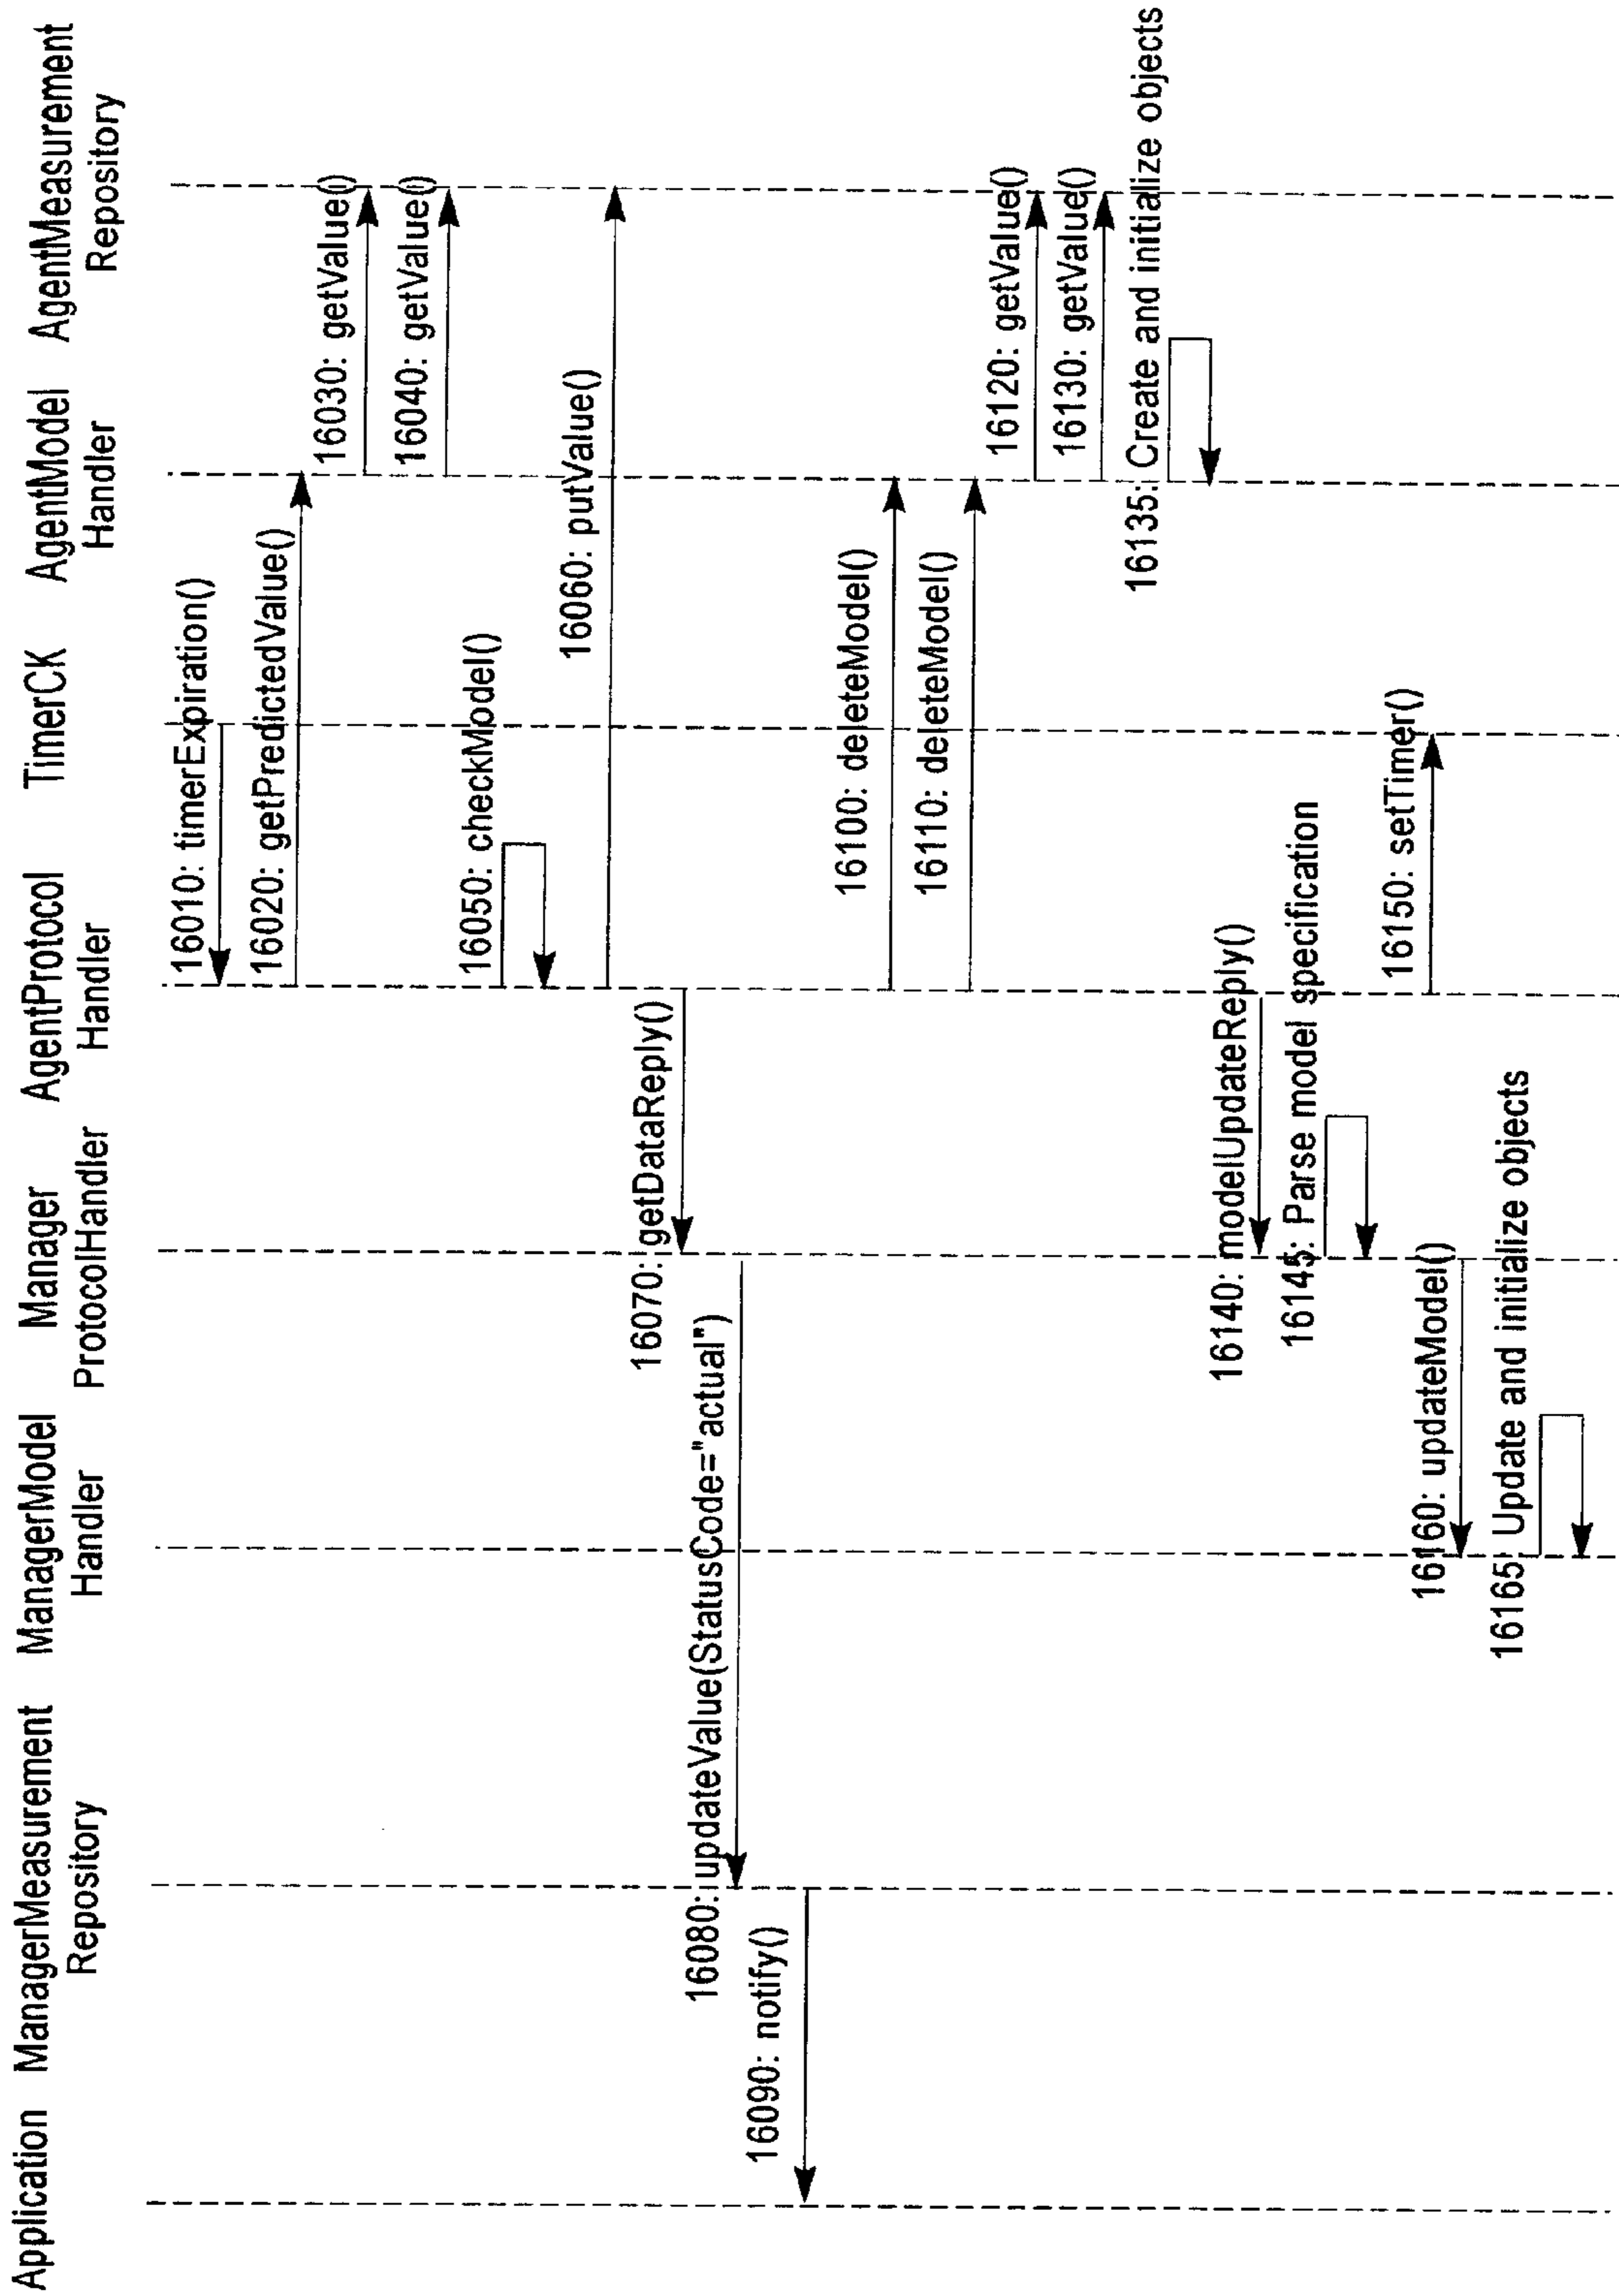 Application
ManagerMeasurement
Repository
ManagerModel
Handler
Manager
ProtocolHandler
AgentProtocol
Handler
TimerCK
AgentModel
Handler
AgentMeasurement
Repository
16010: timerExpiration()
16020: getPredictedValue()
16030: getValue()
16040: getValue()
16050: checkModel()
16060: putValue()
16070: getDataReply()
16080: updateValue(StatusCode="actual")
16090: notify()
16100: deleteModel()
16110: deleteModel()
16120: getValue()
16130: getValue()
16135: Create and initialize objects
16140: modelUpdateReply()
16145: Parse model specification
16150: setTimer()
16160: updateModel()
16165: Update and initialize objects